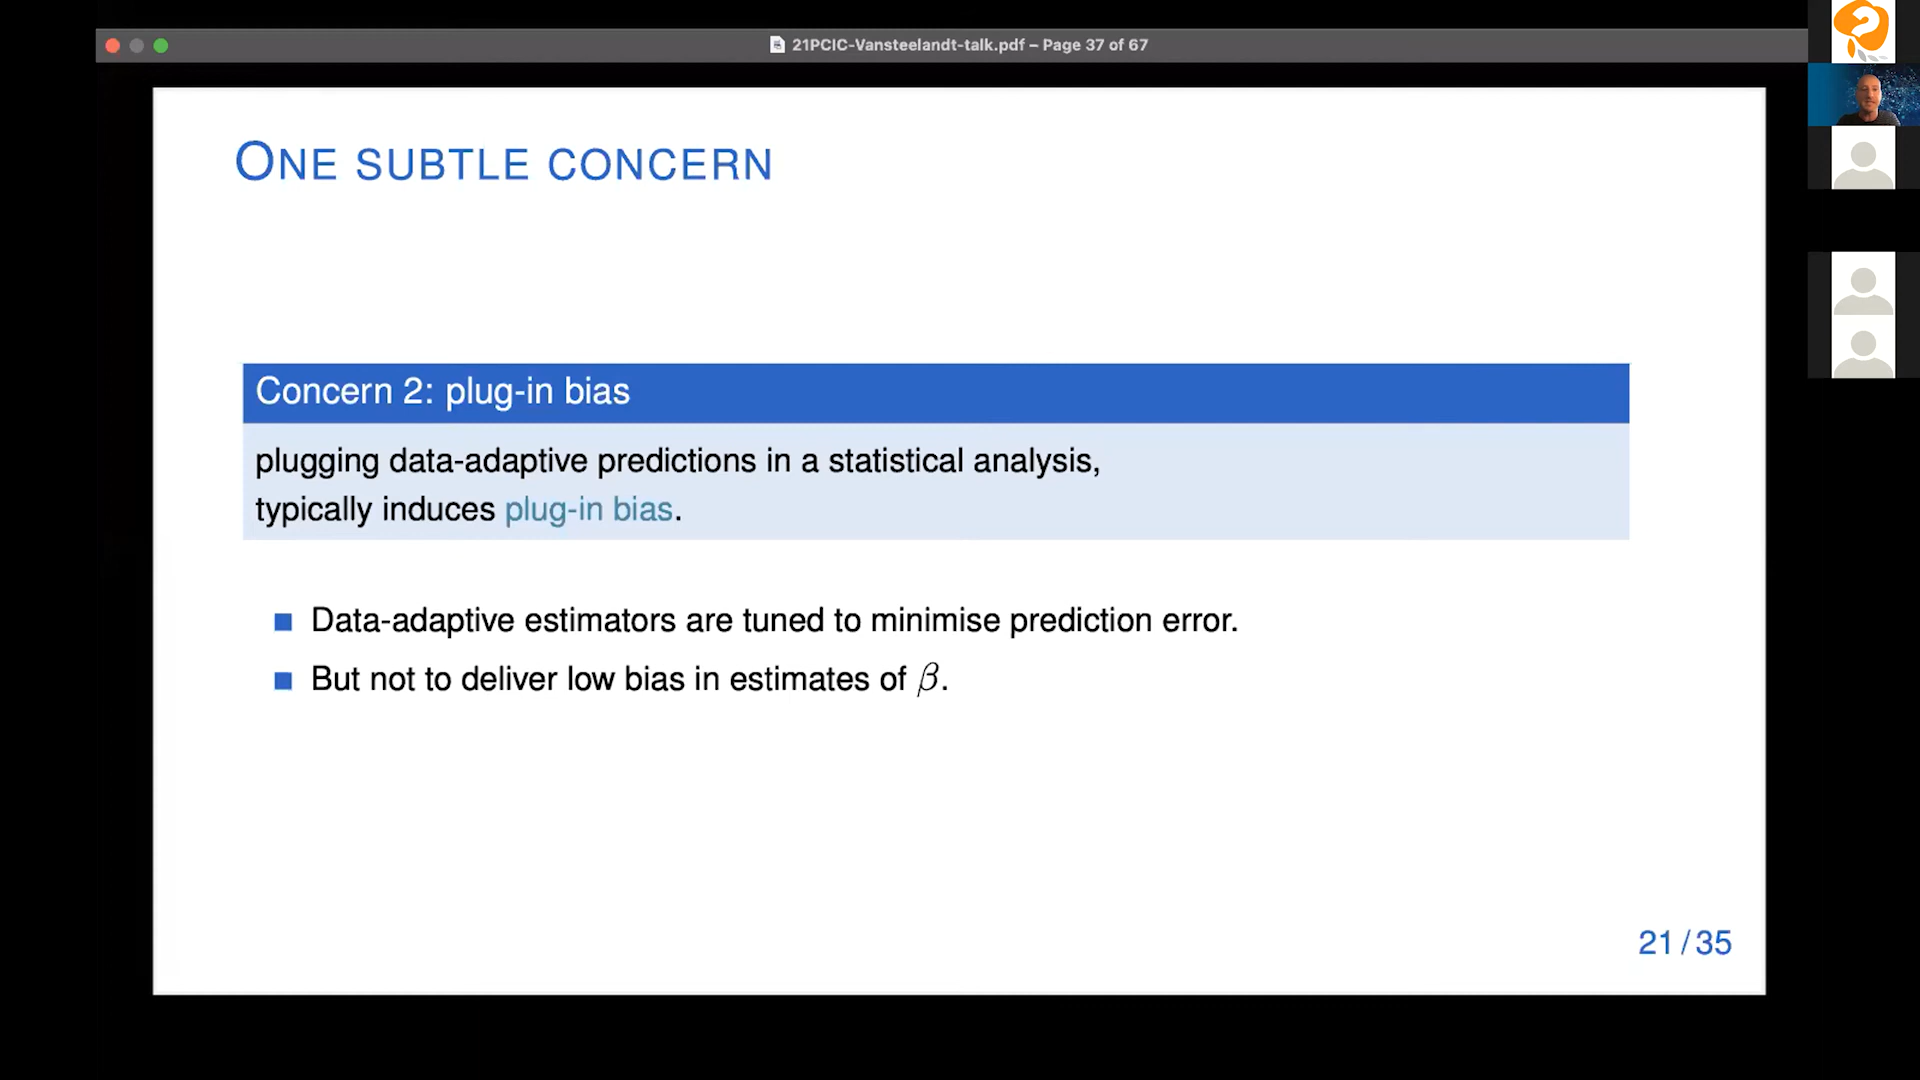 21PCIC-Vansteelandt-talk.pdf – Page 37 of 67
ONE SUBTLE CONCERN
Concern 2: plug-in bias
plugging data-adaptive predictions in a statistical analysis,
typically induces plug-in bias.
Data-adaptive estimators are tuned to minimise prediction error.
But not to deliver low bias in estimates of β.
21 / 35